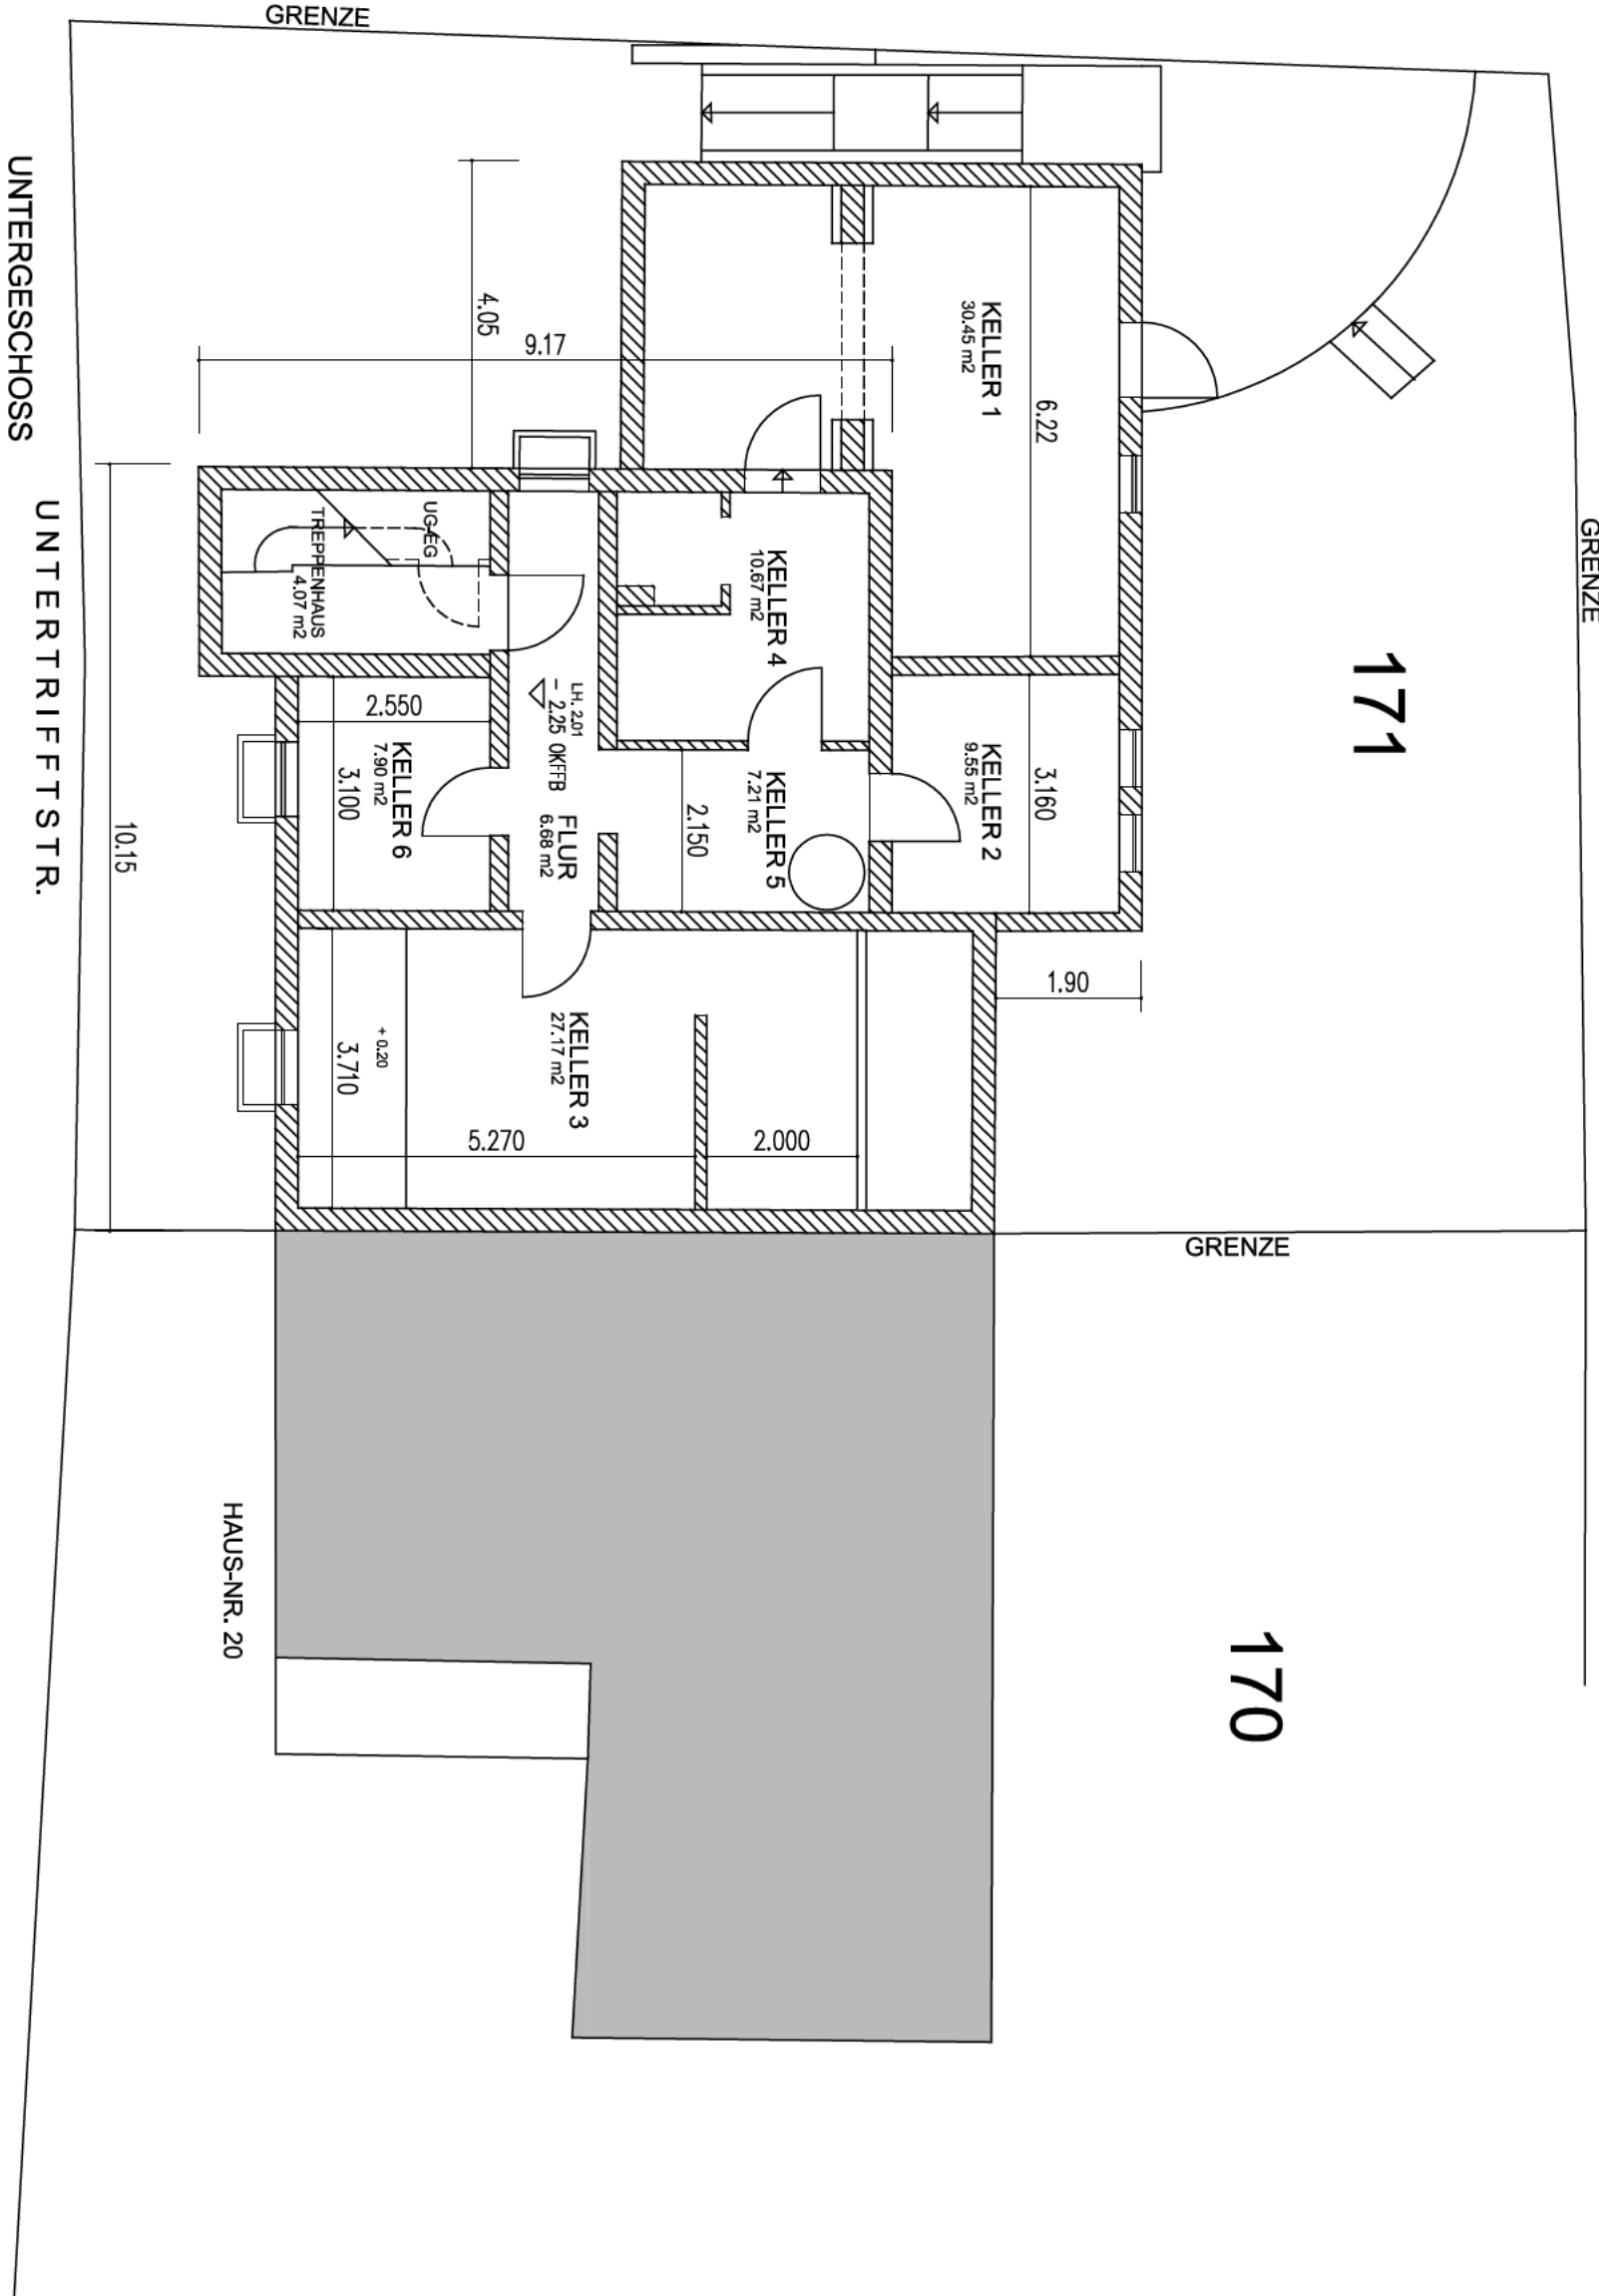 GRENZE
UNTERGESCHOSS
UNTERTRIFFTSTR.
GRENZE
171
KELLER 1
30.45 m2
6.22
4.05
9.17
UG-EG
TREPPENHAUS
4.07 m2
KELLER 4
10.67 m2
LH. 2.01
- 2.25 OKFFB
FLUR
6.68 m2
2.550
KELLER 6
7.90 m2
3.100
2.150
KELLER 5
7.21 m2
KELLER 2
9.55 m2
3.160
10.15
1.90
+ 0.20
3.710
KELLER 3
27.17 m2
5.270
2.000
GRENZE
HAUS-NR. 20
170